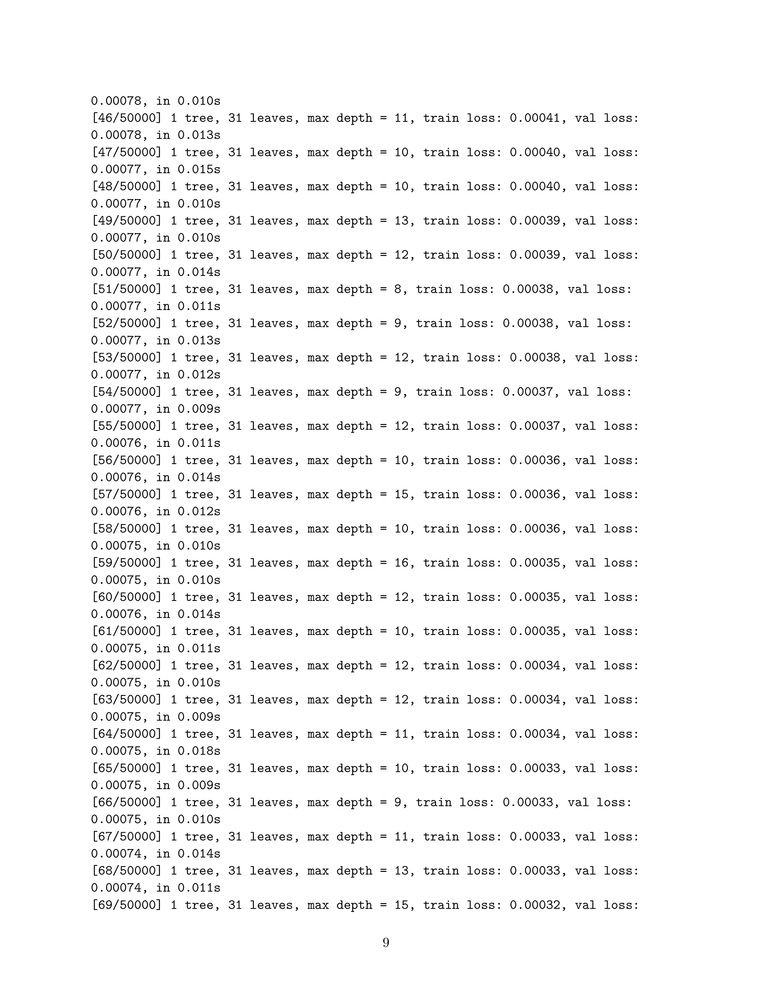 0.00078, in 0.010s
[46/50000] 1 tree, 31 leaves, max depth = 11, train loss: 0.00041, val loss:
0.00078, in 0.013s
[47/50000] 1 tree, 31 leaves, max depth = 10, train loss: 0.00040, val loss:
0.00077, in 0.015s
[48/50000] 1 tree, 31 leaves, max depth = 10, train loss: 0.00040, val loss:
0.00077, in 0.010s
[49/50000] 1 tree, 31 leaves, max depth = 13, train loss: 0.00039, val loss:
0.00077, in 0.010s
[50/50000] 1 tree, 31 leaves, max depth = 12, train loss: 0.00039, val loss:
0.00077, in 0.014s
[51/50000] 1 tree, 31 leaves, max depth = 8, train loss: 0.00038, val loss:
0.00077, in 0.011s
[52/50000] 1 tree, 31 leaves, max depth = 9, train loss: 0.00038, val loss:
0.00077, in 0.013s
[53/50000] 1 tree, 31 leaves, max depth = 12, train loss: 0.00038, val loss:
0.00077, in 0.012s
[54/50000] 1 tree, 31 leaves, max depth = 9, train loss: 0.00037, val loss:
0.00077, in 0.009s
[55/50000] 1 tree, 31 leaves, max depth = 12, train loss: 0.00037, val loss:
0.00076, in 0.011s
[56/50000] 1 tree, 31 leaves, max depth = 10, train loss: 0.00036, val loss:
0.00076, in 0.014s
[57/50000] 1 tree, 31 leaves, max depth = 15, train loss: 0.00036, val loss:
0.00076, in 0.012s
[58/50000] 1 tree, 31 leaves, max depth = 10, train loss: 0.00036, val loss:
0.00075, in 0.010s
[59/50000] 1 tree, 31 leaves, max depth = 16, train loss: 0.00035, val loss:
0.00075, in 0.010s
[60/50000] 1 tree, 31 leaves, max depth = 12, train loss: 0.00035, val loss:
0.00076, in 0.014s
[61/50000] 1 tree, 31 leaves, max depth = 10, train loss: 0.00035, val loss:
0.00075, in 0.011s
[62/50000] 1 tree, 31 leaves, max depth = 12, train loss: 0.00034, val loss:
0.00075, in 0.010s
[63/50000] 1 tree, 31 leaves, max depth = 12, train loss: 0.00034, val loss:
0.00075, in 0.009s
[64/50000] 1 tree, 31 leaves, max depth = 11, train loss: 0.00034, val loss:
0.00075, in 0.018s
[65/50000] 1 tree, 31 leaves, max depth = 10, train loss: 0.00033, val loss:
0.00075, in 0.009s
[66/50000] 1 tree, 31 leaves, max depth = 9, train loss: 0.00033, val loss:
0.00075, in 0.010s
[67/50000] 1 tree, 31 leaves, max depth = 11, train loss: 0.00033, val loss:
0.00074, in 0.014s
[68/50000] 1 tree, 31 leaves, max depth = 13, train loss: 0.00033, val loss:
0.00074, in 0.011s
[69/50000] 1 tree, 31 leaves, max depth = 15, train loss: 0.00032, val loss:
9